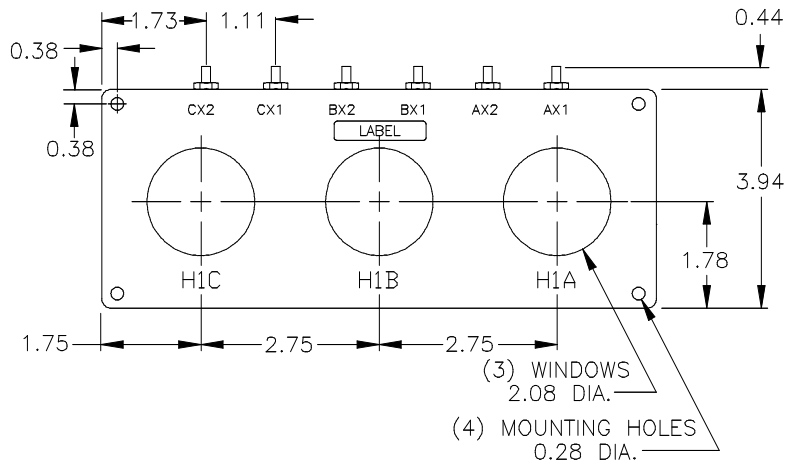 1.73 1.11 0.44
0.38
CX2 CX1 BX2 BX1 AX2 AX1
LABEL
0.38
3.94
1.78
H1C H1B H1A
1.75 2.75 2.75
(3) WINDOWS
2.08 DIA.
(4) MOUNTING HOLES
0.28 DIA.